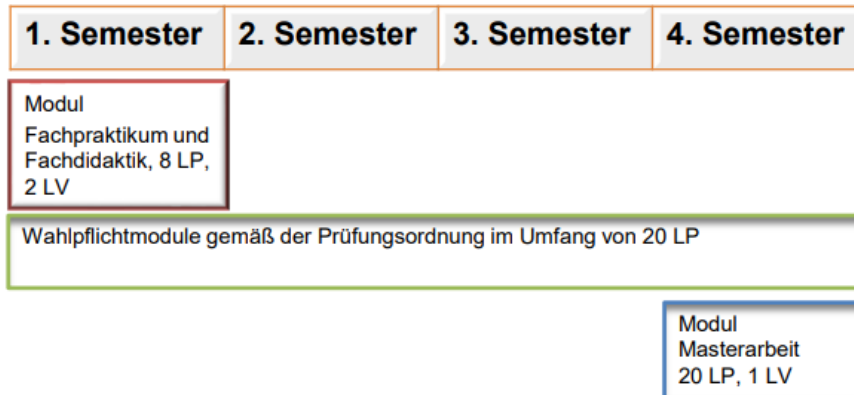 1. Semester 2. Semester 3. Semester 4. Semester
Modul
Fachpraktikum und
Fachdidaktik, 8 LP,
2 LV
Wahlpflichtmodule gemäß der Prüfungsordnung im Umfang von 20 LP
Modul
Masterarbeit
20 LP, 1 LV